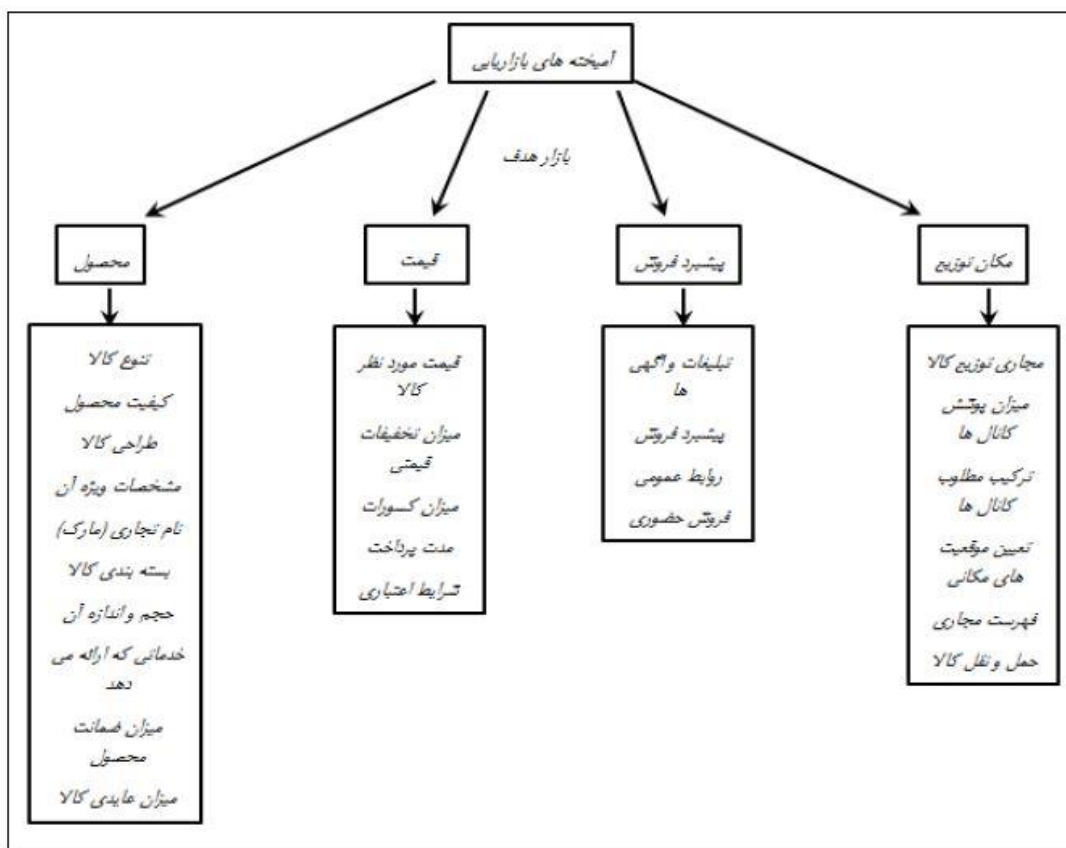 آمیخته های بازاریابی
بازار هدف
محصول
تنوع کالا
کیفیت محصول
طراحی کالا
مشخصات ویژه آن
نام تجاری (مارک)
بسته بندی کالا
حجم و اندازه آن
خدماتی که ارائه می
دهد
میزان ضمانت
محصول
میزان عایدی کالا
قیمت
قیمت مورد نظر
کالا
میزان تخفیفات
قیمتی
میزان کسورات
مدت پرداخت
شرایط اعتباری
پیشبرد فروش
تبلیغات و اگهی
ها
پیشبرد فروش
روابط عمومی
فروش حضوری
مکان توزیع
مجاری توزیع کالا
میزان پوشش
کانال ها
ترکیب مطلوب
کانال ها
تعیین موقعیت
های مکانی
فهرست مجاری
حمل و نقل کالا